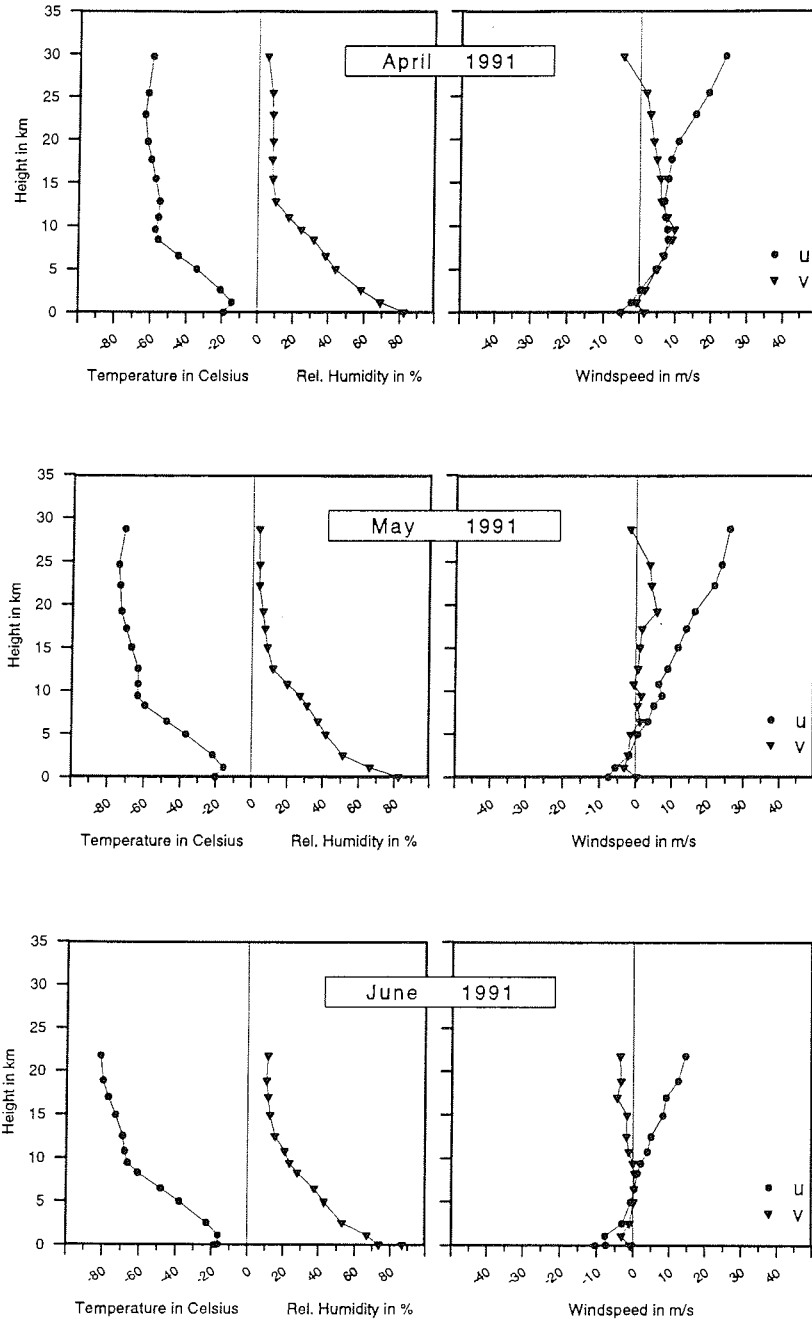 35
30
25
20
15
10
5
0
Height in km
April 1991
u
v
-80 -60 -40 -20 0 20 40 60 80
-40 -30 -20 -10 0 10 20 30 40
Temperature in Celsius Rel. Humidity in % Windspeed in m/s
35
30
25
20
15
10
5
0
Height in km
May 1991
u
v
-80 -60 -40 -20 0 20 40 60 80
-40 -30 -20 -10 0 10 20 30 40
Temperature in Celsius Rel. Humidity in % Windspeed in m/s
35
30
25
20
15
10
5
0
Height in km
June 1991
u
v
-80 -60 -40 -20 0 20 40 60 80
-40 -30 -20 -10 0 10 20 30 40
Temperature in Celsius Rel. Humidity in % Windspeed in m/s